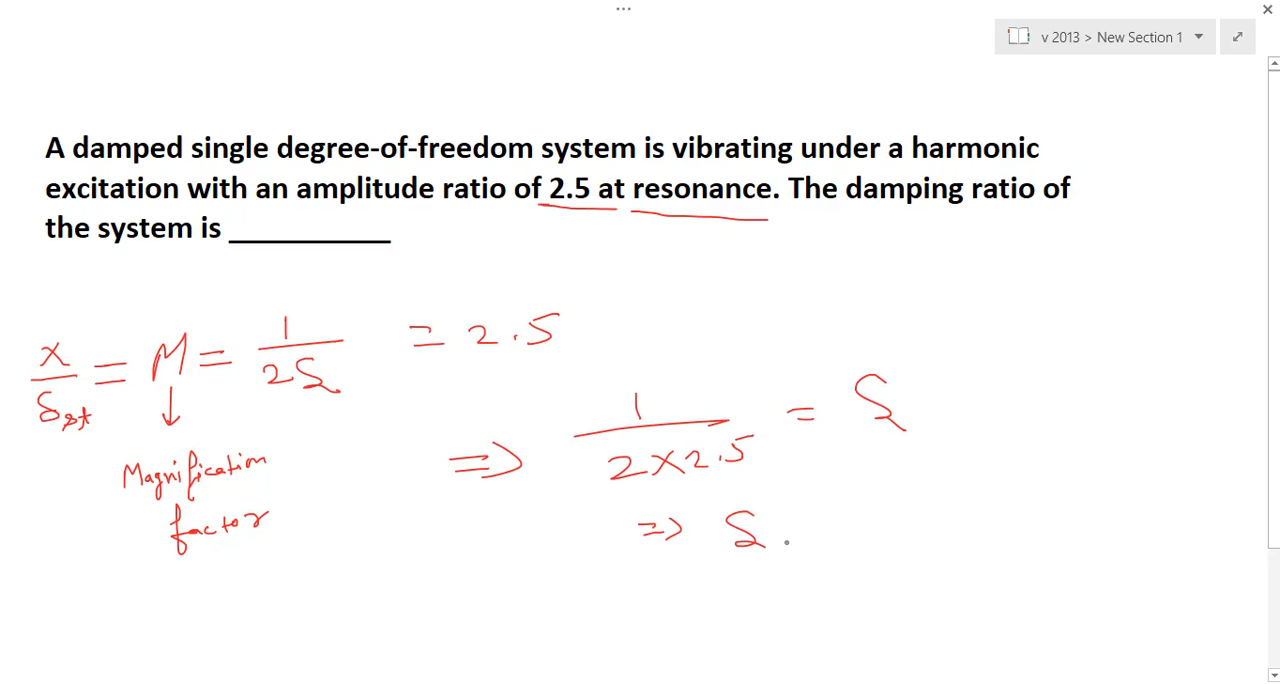 v 2013 > New Section 1
A damped single degree-of-freedom system is vibrating under a harmonic
excitation with an amplitude ratio of 2.5 at resonance. The damping ratio of
the system is __________
x/δst = M = 1/2ξ = 2.5
Magnification
factor
=> 1/2×2.5 = ξ
=> ξ